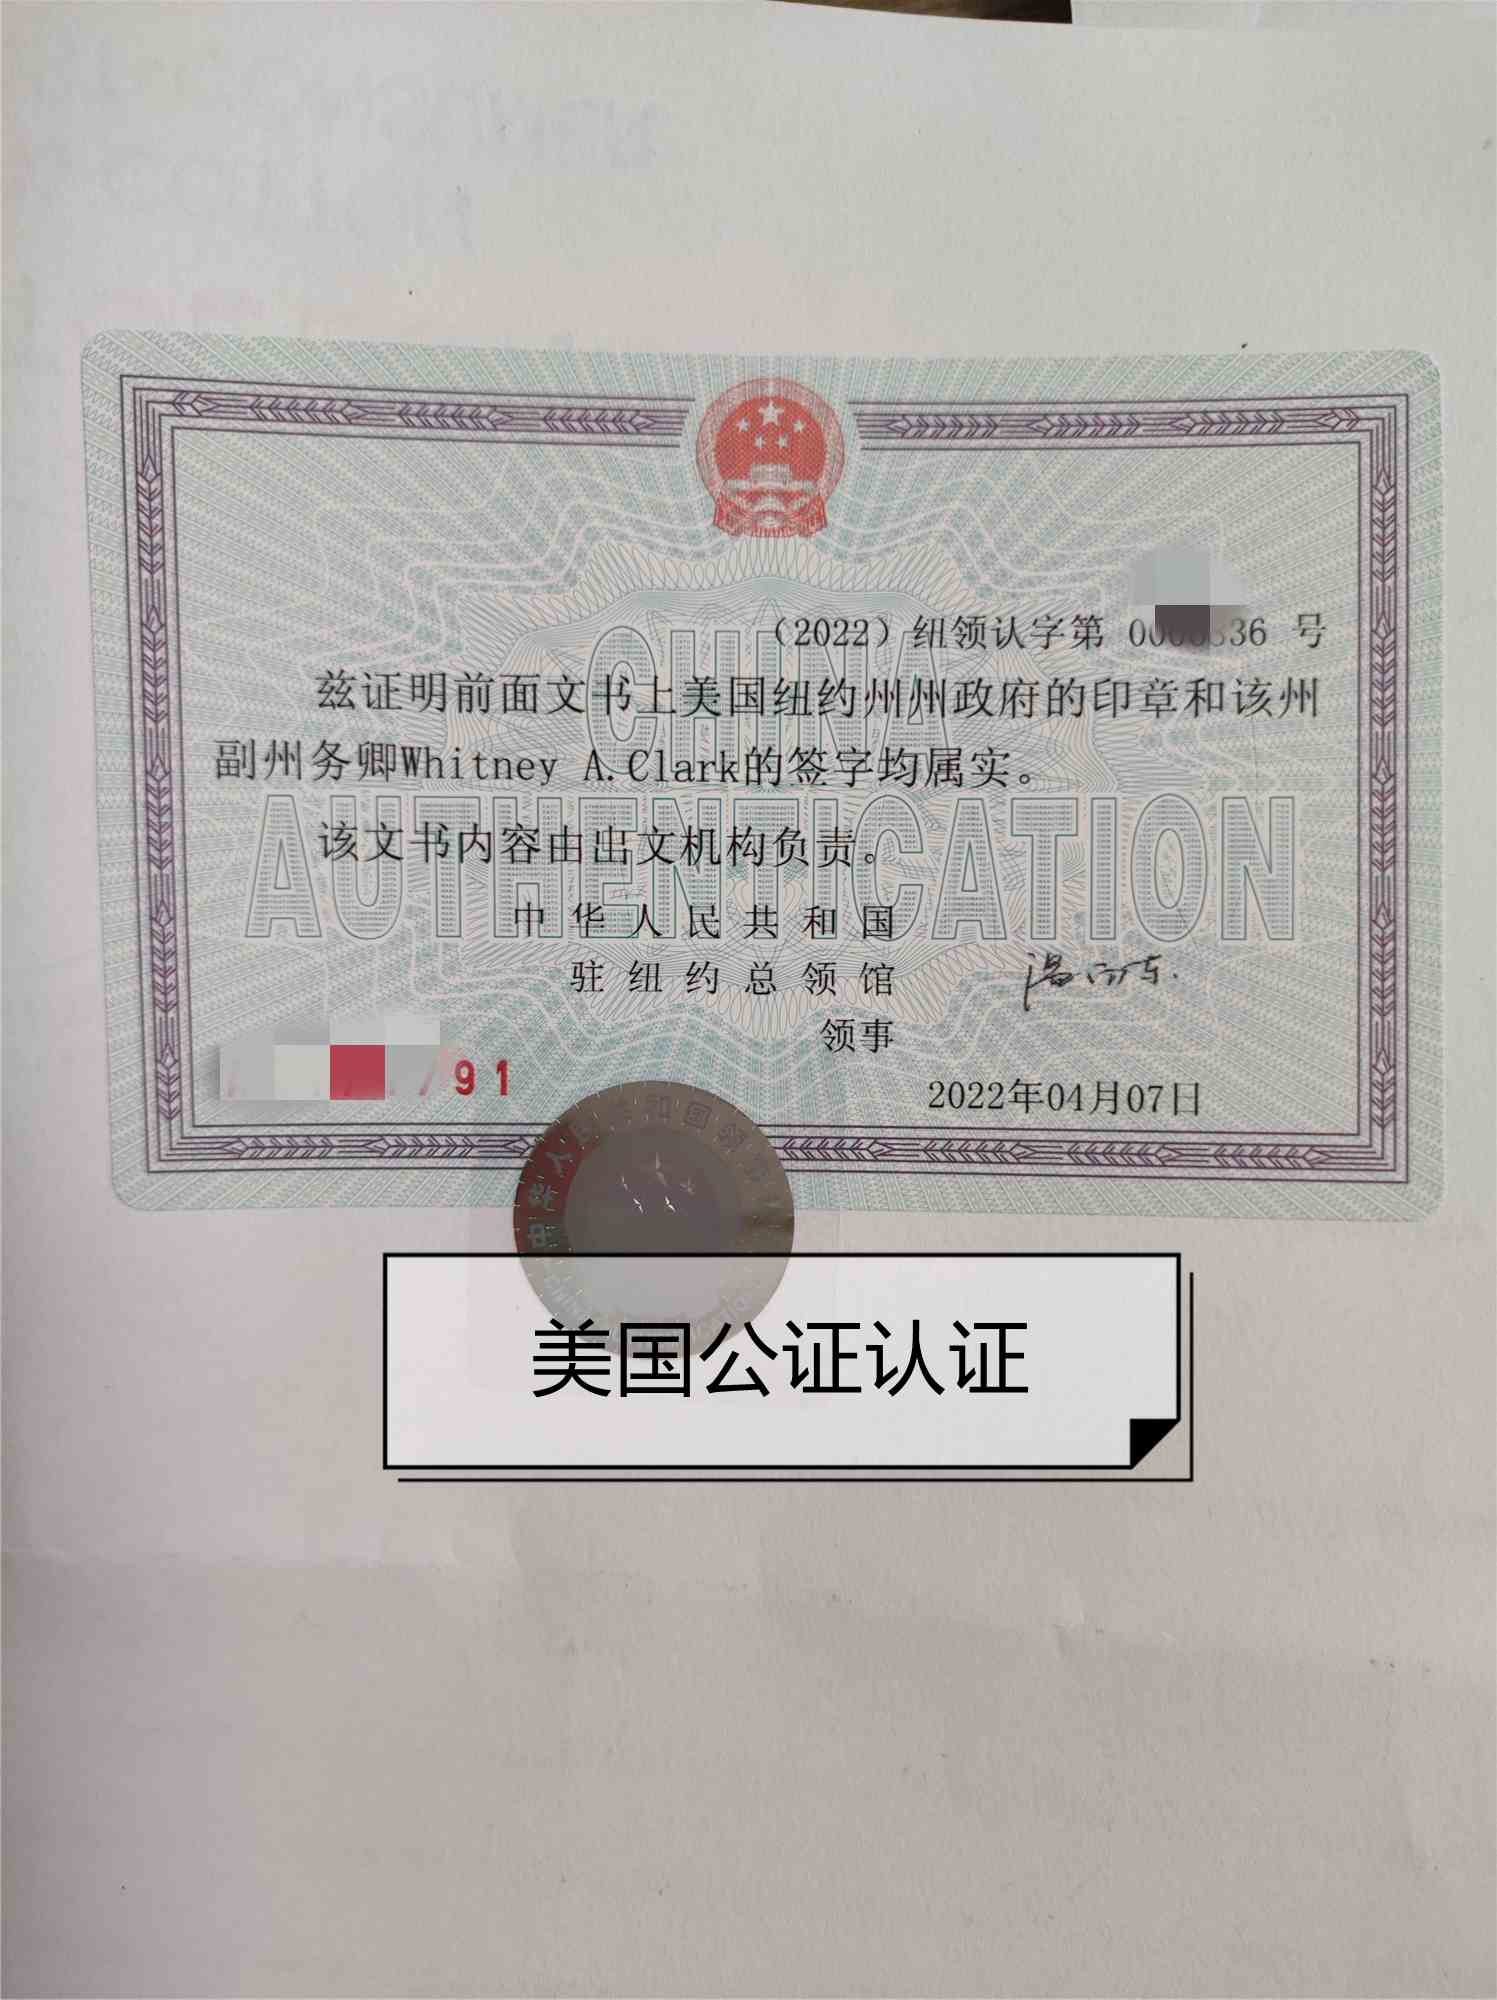 CHINA
AUTHENTICATION
(2022)纽领认字第 号
兹证明前面文书上美国纽约州州政府的印章和该州
副州务卿Whitney A.Clark的签字均属实。
该文书内容由出文机构负责。
中华人民共和国
驻纽约总领馆
领事
91
2022年04月07日
美国公证认证